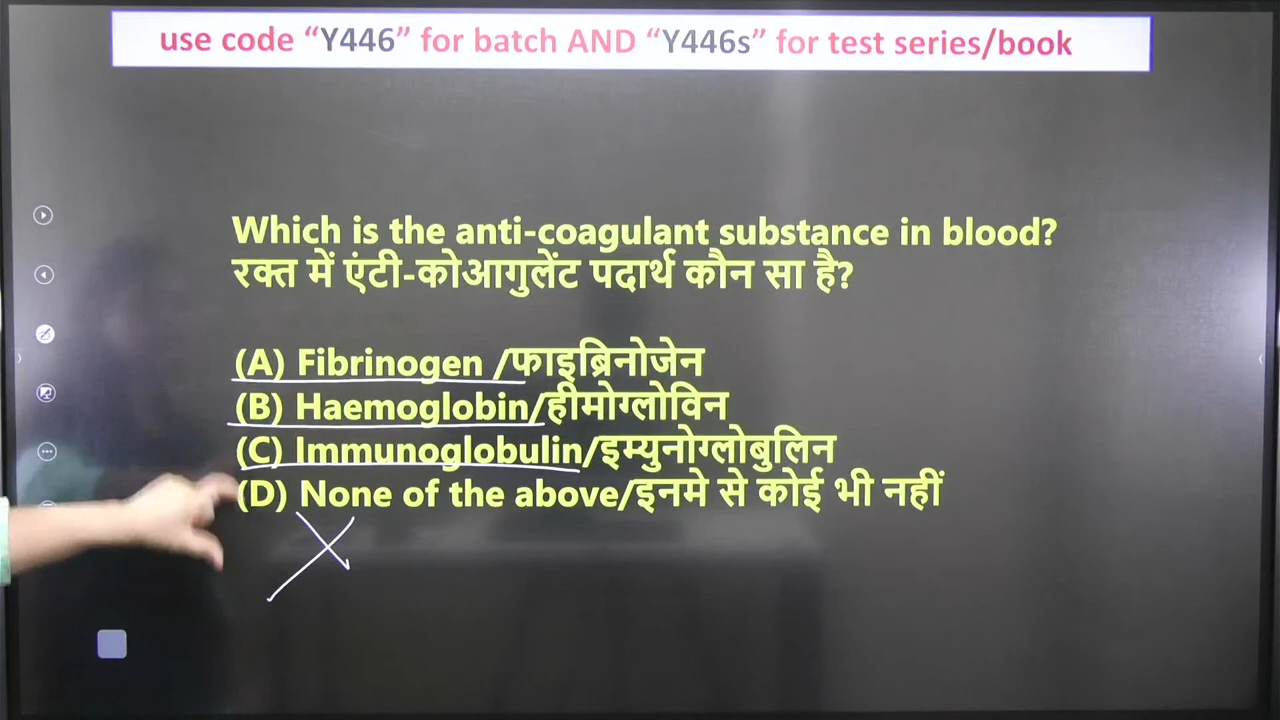 use code “Y446” for batch AND “Y446s” for test series/book
Which is the anti-coagulant substance in blood?
रक्त में एंटी-कोआगुलेंट पदार्थ कौन सा है?
(A) Fibrinogen /फाइब्रिनोजेन
(B) Haemoglobin/हीमोग्लोविन
(C) Immunoglobulin/इम्युनोग्लोबुलिन
(D) None of the above/इनमे से कोई भी नहीं